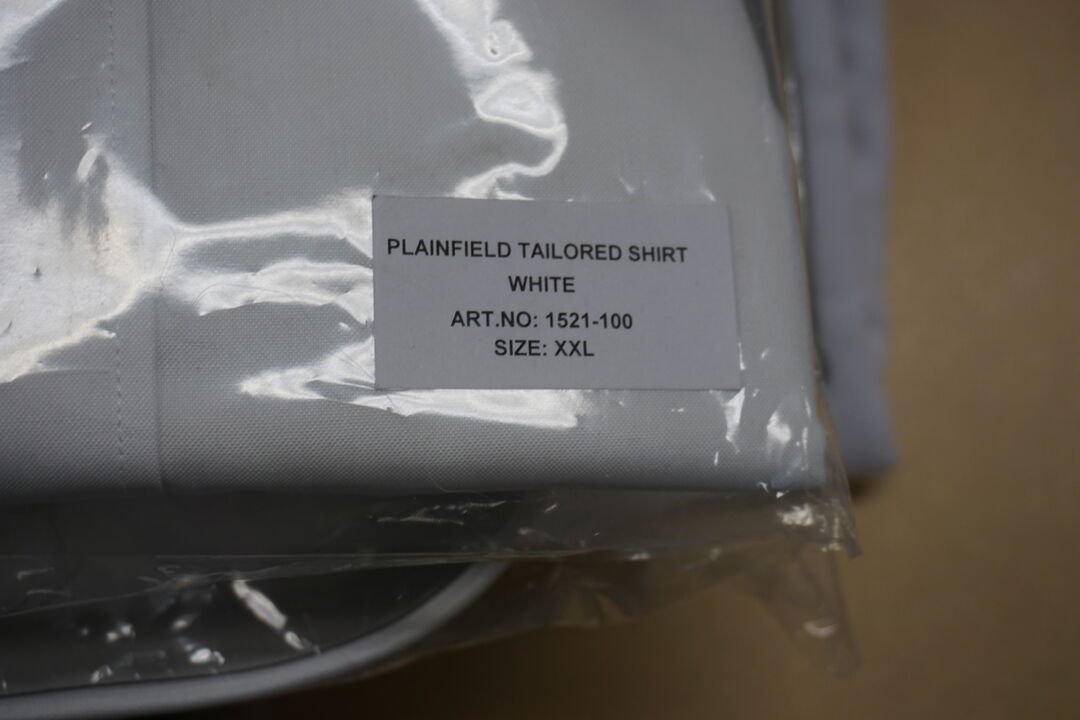 PLAINFIELD TAILORED SHIRT
WHITE
ART.NO: 1521-100
SIZE: XXL